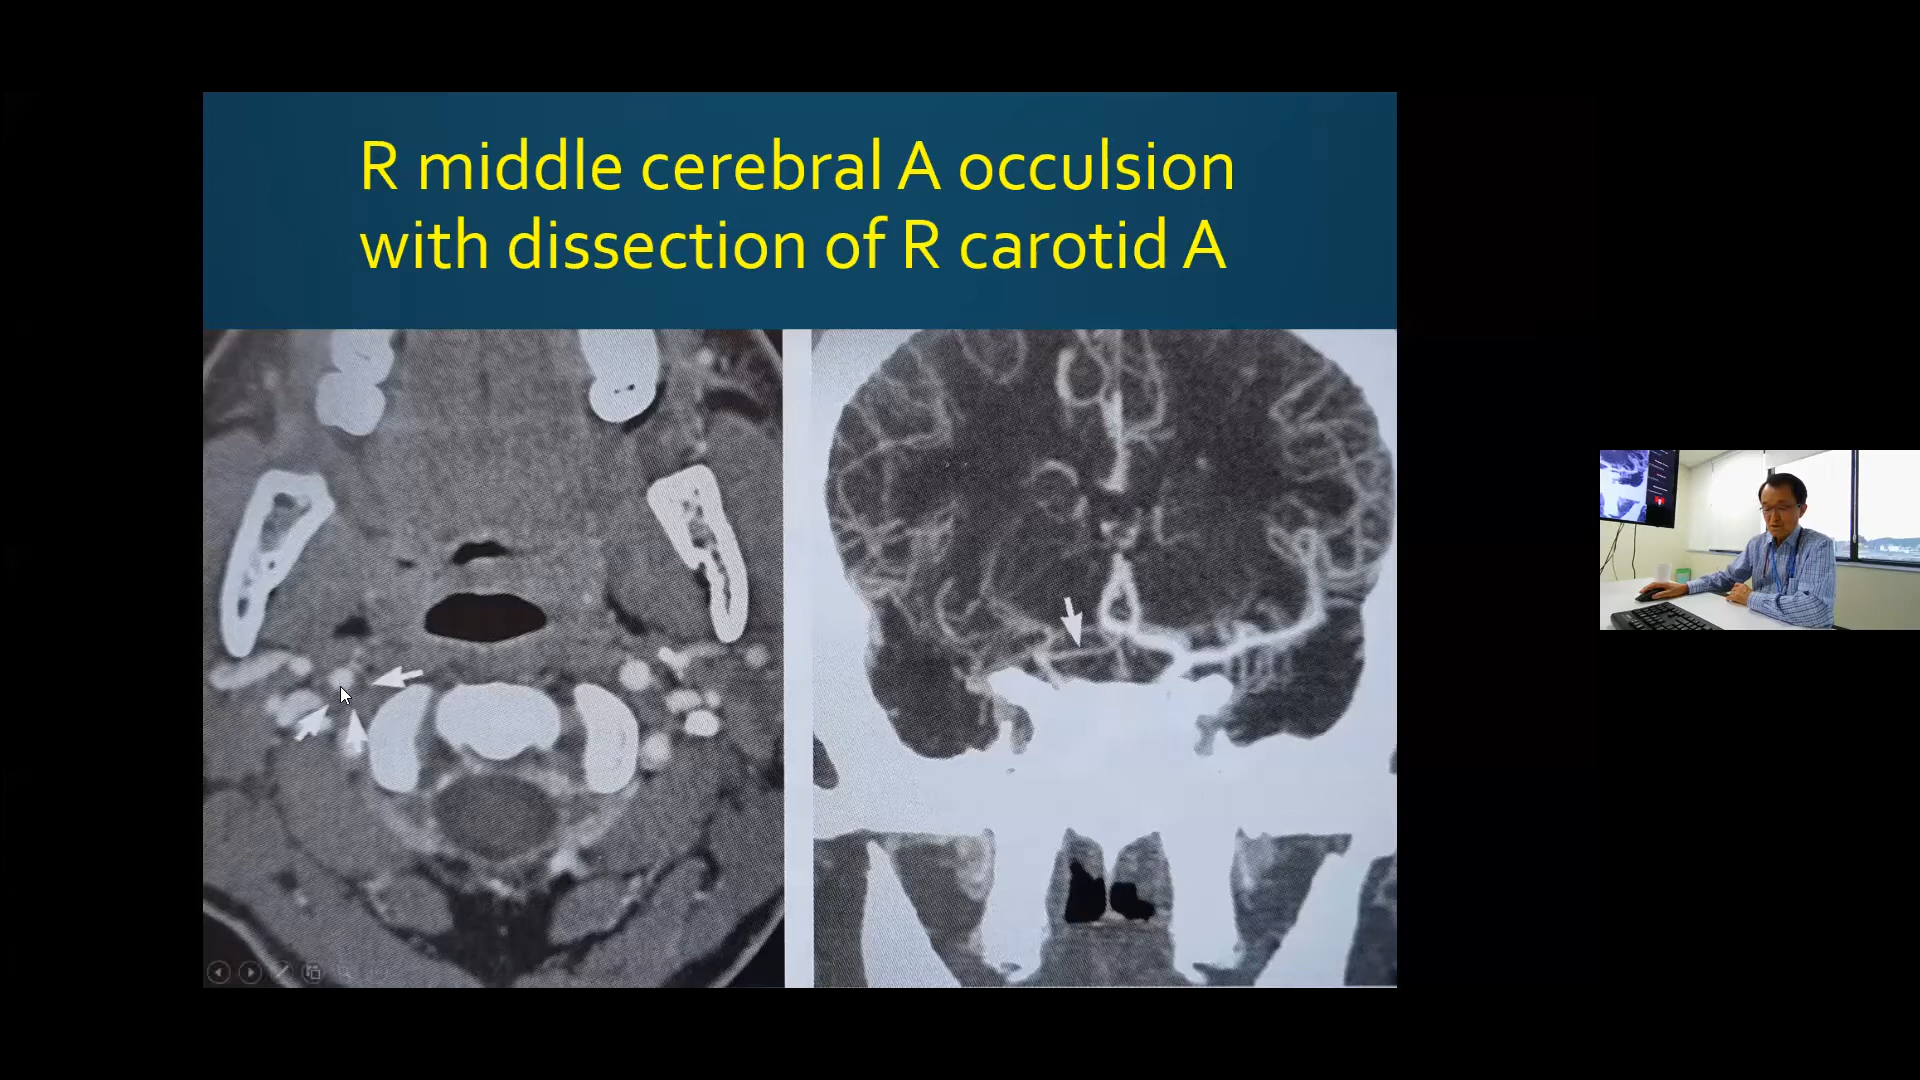 R middle cerebral A occulsion
with dissection of R carotid A